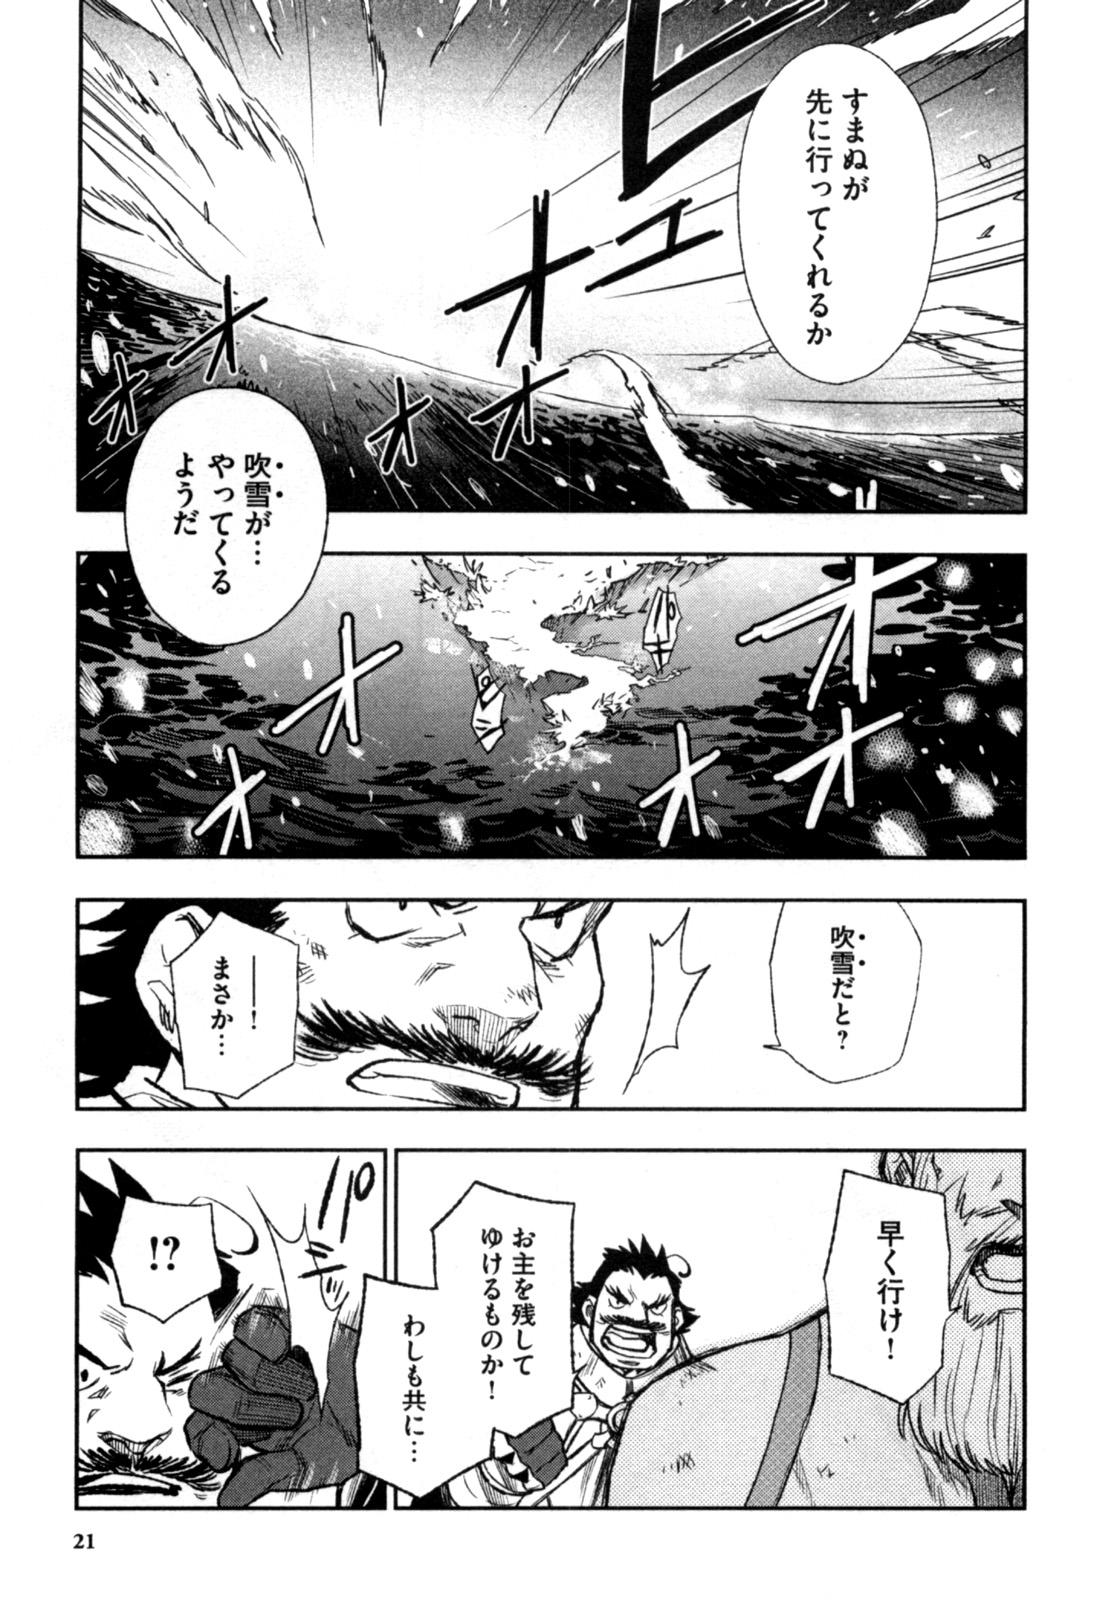 すまぬが
先に行ってくれるか
ビュ
オオオオオ
吹雪が…
やってくる
ようだ
オオオオ
吹雪だと?
──!
まさか…
早く行け!
お主を残して
ゆけるものか!
わしも共に…
パ
!?
21